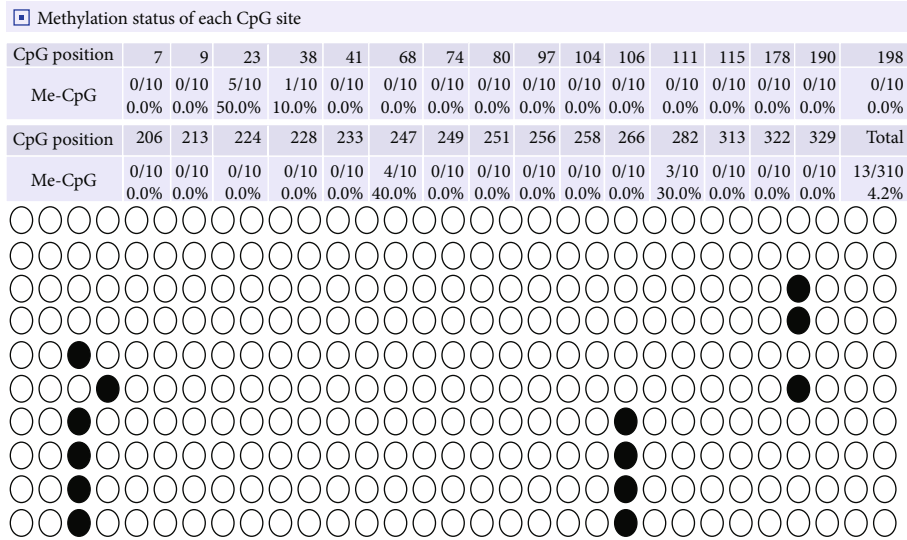 Methylation status of each CpG site
CpG position 7 9 23 38 41 68 74 80 97 104 106 111 115 178 190 198
Me-CpG 0/10 0/10 5/10 1/10 0/10 0/10 0/10 0/10 0/10 0/10 0/10 0/10 0/10 0/10 0/10 0/10
0.0% 0.0% 50.0% 10.0% 0.0% 0.0% 0.0% 0.0% 0.0% 0.0% 0.0% 0.0% 0.0% 0.0% 0.0% 0.0%
CpG position 206 213 224 228 233 247 249 251 256 258 266 282 313 322 329 Total
Me-CpG 0/10 0/10 0/10 0/10 0/10 4/10 0/10 0/10 0/10 0/10 0/10 3/10 0/10 0/10 0/10 13/310
0.0% 0.0% 0.0% 0.0% 0.0% 40.0% 0.0% 0.0% 0.0% 0.0% 0.0% 30.0% 0.0% 0.0% 0.0% 4.2%